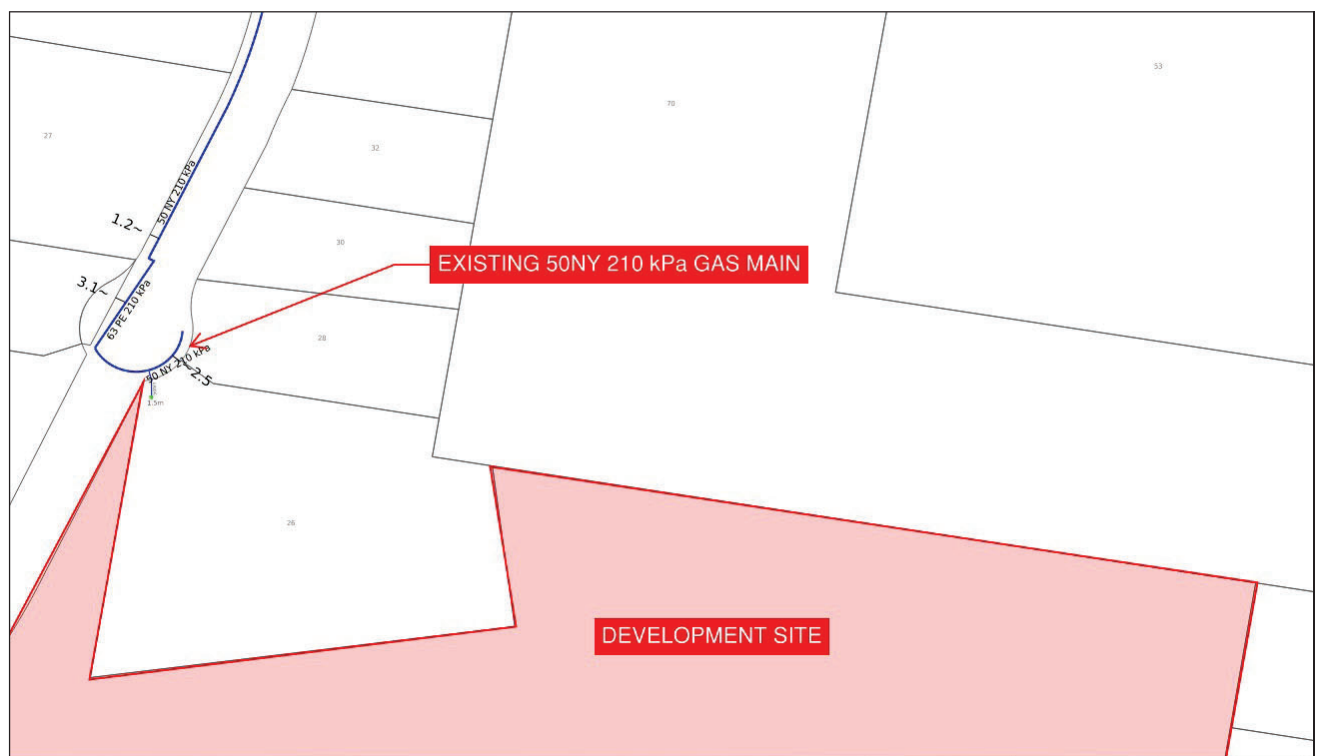 53
70
27
32
50 NY 210 kPa
1.2~
30
EXISTING 50NY 210 kPa GAS MAIN
3.1~
63 PE 210 kPa
28
50 NY 210 kPa
2.5
1.5m
26
DEVELOPMENT SITE